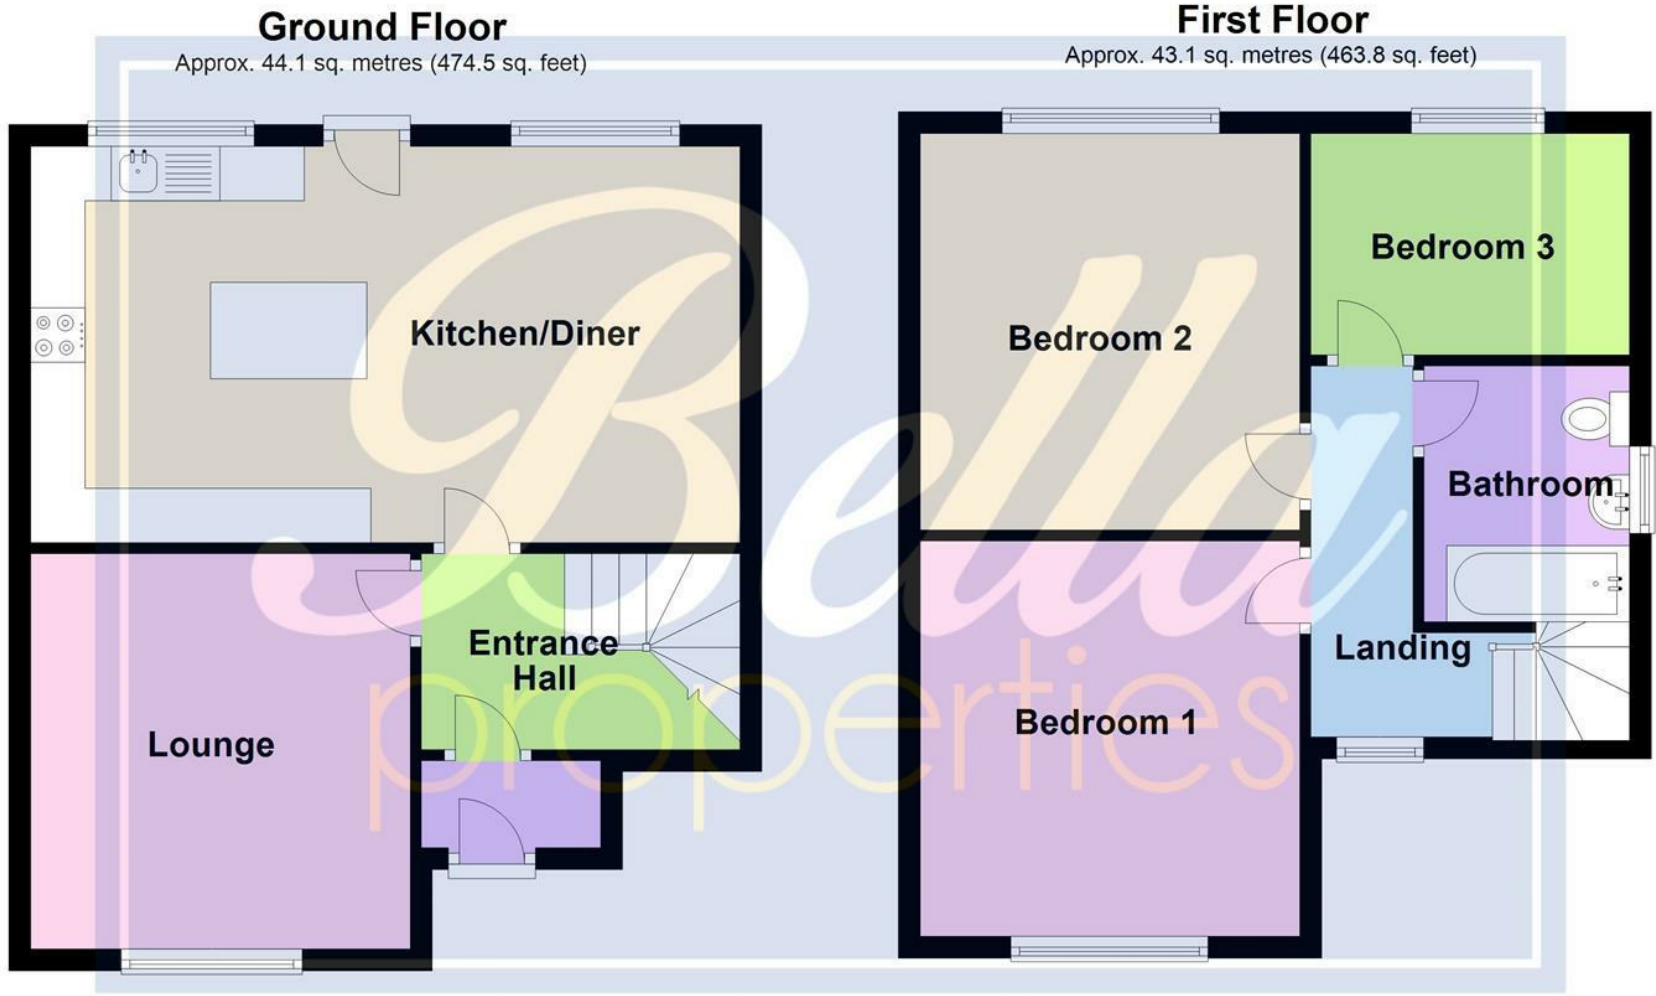 Ground Floor
Approx. 44.1 sq. metres (474.5 sq. feet)
First Floor
Approx. 43.1 sq. metres (463.8 sq. feet)
Kitchen/Diner
Lounge
Entrance
Hall
Bedroom 2
Bedroom 3
Bathroom
Landing
Bedroom 1
Bella
properties